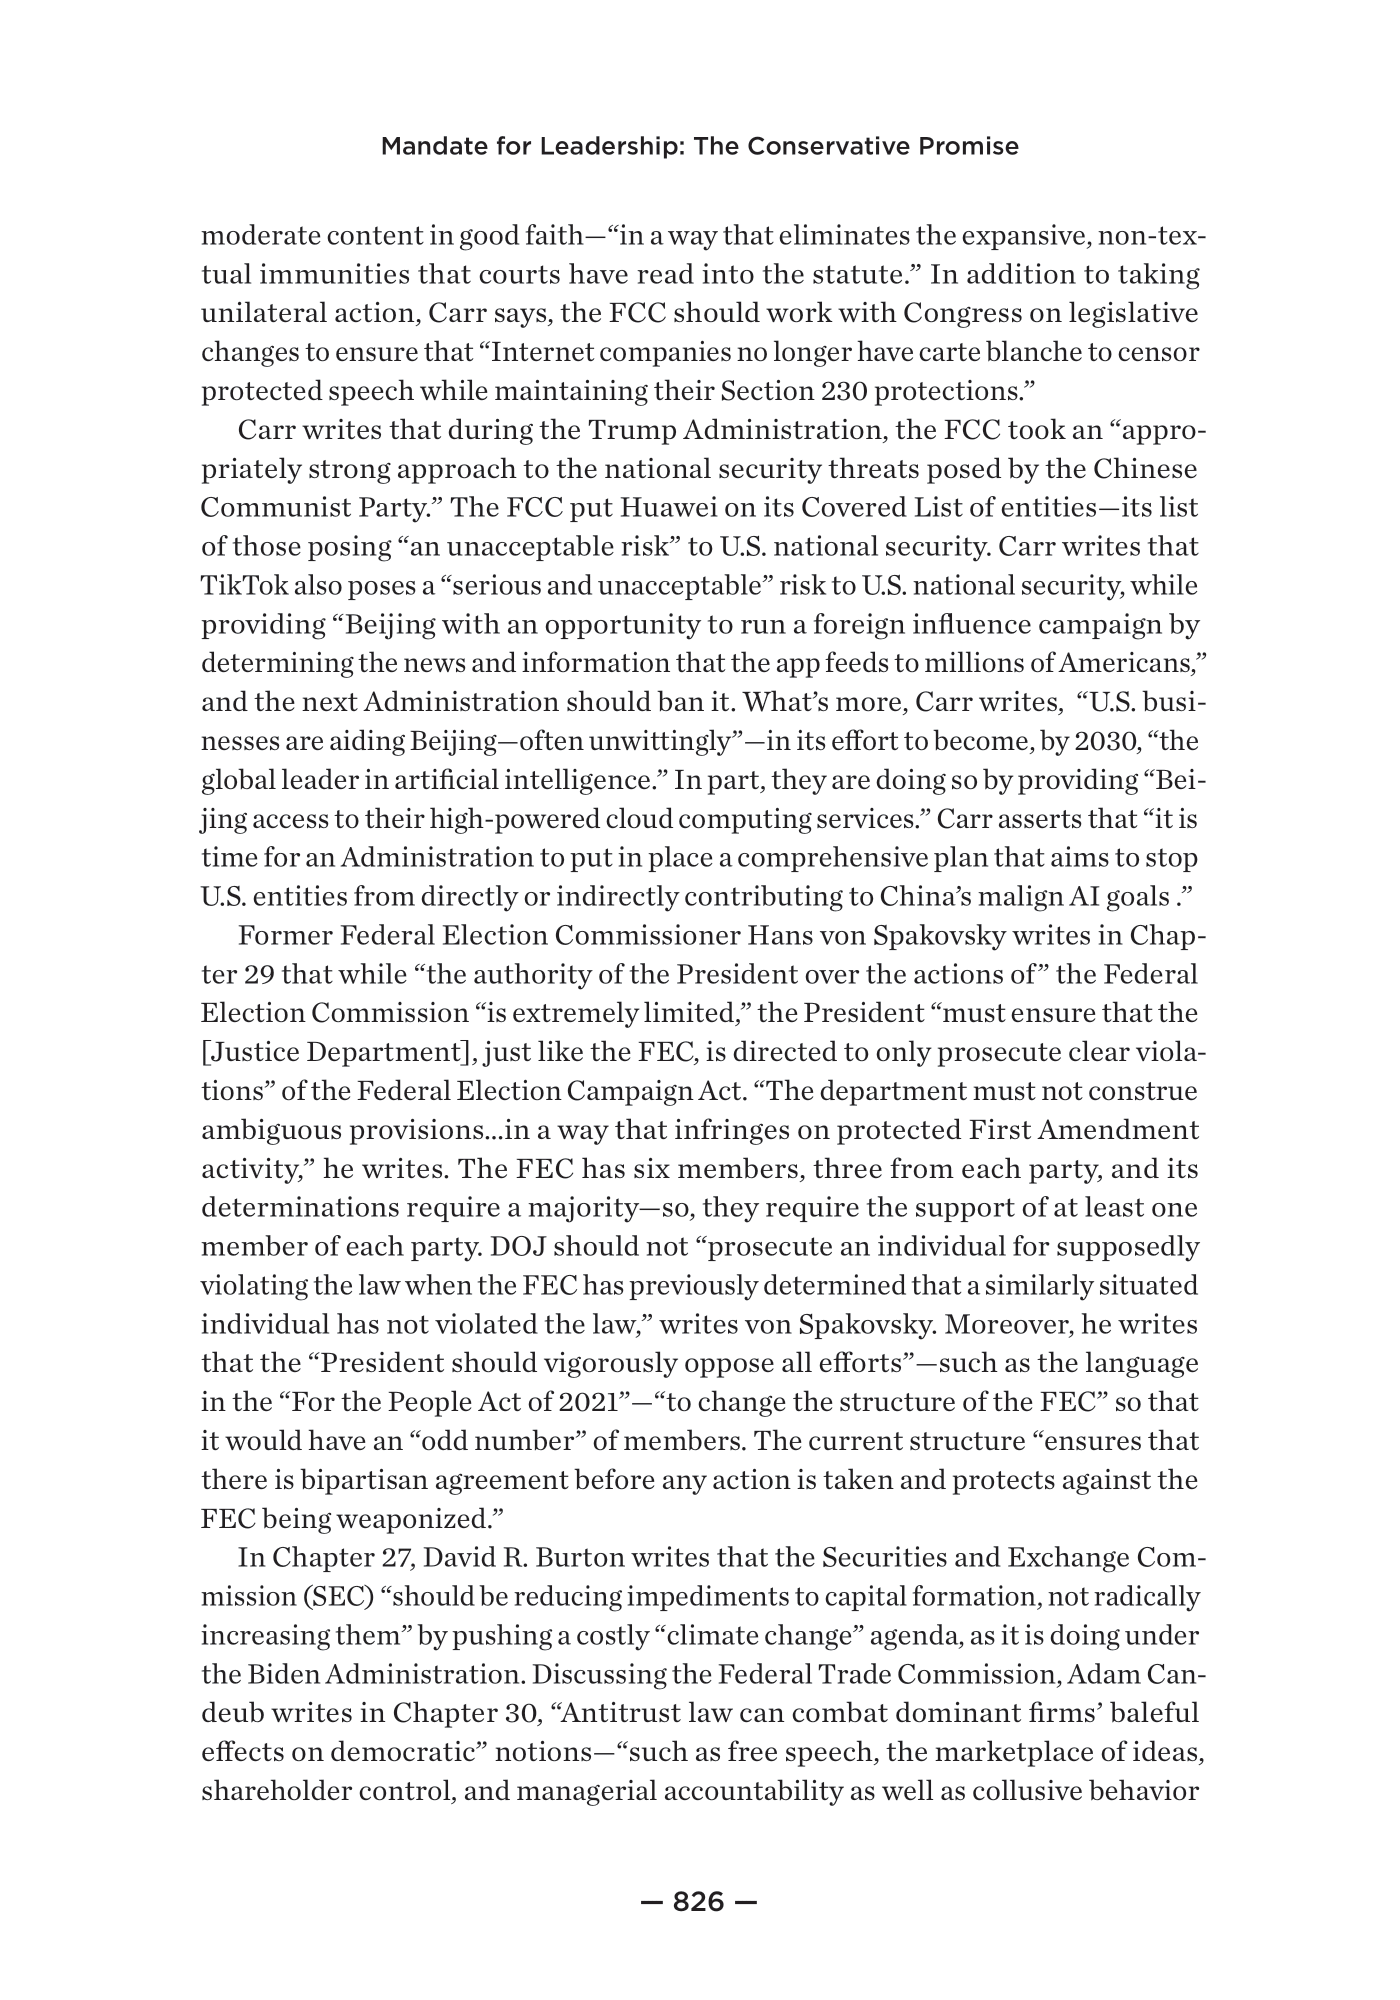 Mandate for Leadership: The Conservative Promise
moderate content in good faith—“in a way that eliminates the expansive, non-tex-
tual immunities that courts have read into the statute.” In addition to taking
unilateral action, Carr says, the FCC should work with Congress on legislative
changes to ensure that “Internet companies no longer have carte blanche to censor
protected speech while maintaining their Section 230 protections.”
Carr writes that during the Trump Administration, the FCC took an “appro-
priately strong approach to the national security threats posed by the Chinese
Communist Party.” The FCC put Huawei on its Covered List of entities—its list
of those posing “an unacceptable risk” to U.S. national security. Carr writes that
TikTok also poses a “serious and unacceptable” risk to U.S. national security, while
providing “Beijing with an opportunity to run a foreign influence campaign by
determining the news and information that the app feeds to millions of Americans,”
and the next Administration should ban it. What’s more, Carr writes, “U.S. busi-
nesses are aiding Beijing—often unwittingly”—in its effort to become, by 2030, “the
global leader in artificial intelligence.” In part, they are doing so by providing “Bei-
jing access to their high-powered cloud computing services.” Carr asserts that “it is
time for an Administration to put in place a comprehensive plan that aims to stop
U.S. entities from directly or indirectly contributing to China’s malign AI goals .”
Former Federal Election Commissioner Hans von Spakovsky writes in Chap-
ter 29 that while “the authority of the President over the actions of” the Federal
Election Commission “is extremely limited,” the President “must ensure that the
[Justice Department], just like the FEC, is directed to only prosecute clear viola-
tions” of the Federal Election Campaign Act. “The department must not construe
ambiguous provisions...in a way that infringes on protected First Amendment
activity,” he writes. The FEC has six members, three from each party, and its
determinations require a majority—so, they require the support of at least one
member of each party. DOJ should not “prosecute an individual for supposedly
violating the law when the FEC has previously determined that a similarly situated
individual has not violated the law,” writes von Spakovsky. Moreover, he writes
that the “President should vigorously oppose all efforts”—such as the language
in the “For the People Act of 2021”—“to change the structure of the FEC” so that
it would have an “odd number” of members. The current structure “ensures that
there is bipartisan agreement before any action is taken and protects against the
FEC being weaponized.”
In Chapter 27, David R. Burton writes that the Securities and Exchange Com-
mission (SEC) “should be reducing impediments to capital formation, not radically
increasing them” by pushing a costly “climate change” agenda, as it is doing under
the Biden Administration. Discussing the Federal Trade Commission, Adam Can-
deub writes in Chapter 30, “Antitrust law can combat dominant firms’ baleful
effects on democratic” notions—“such as free speech, the marketplace of ideas,
shareholder control, and managerial accountability as well as collusive behavior
— 826 —